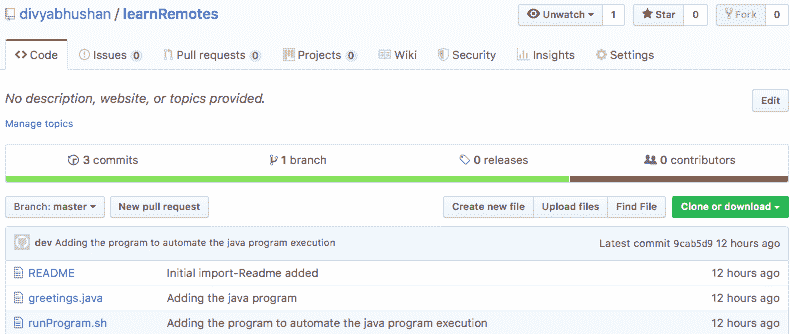 divyabhushan / learnRemotes Unwatch 1 Star 0 Fork 0
Code Issues 0 Pull requests 0 Projects 0 Wiki Security Insights Settings
No description, website, or topics provided. Edit
Manage topics
3 commits 1 branch 0 releases 0 contributors
Branch: master New pull request Create new file Upload files Find File Clone or download
dev Adding the program to automate the java program execution Latest commit 9cab5d9 12 hours ago
README Initial import-Readme added 12 hours ago
greetings.java Adding the java program 12 hours ago
runProgram.sh Adding the program to automate the java program execution 12 hours ago